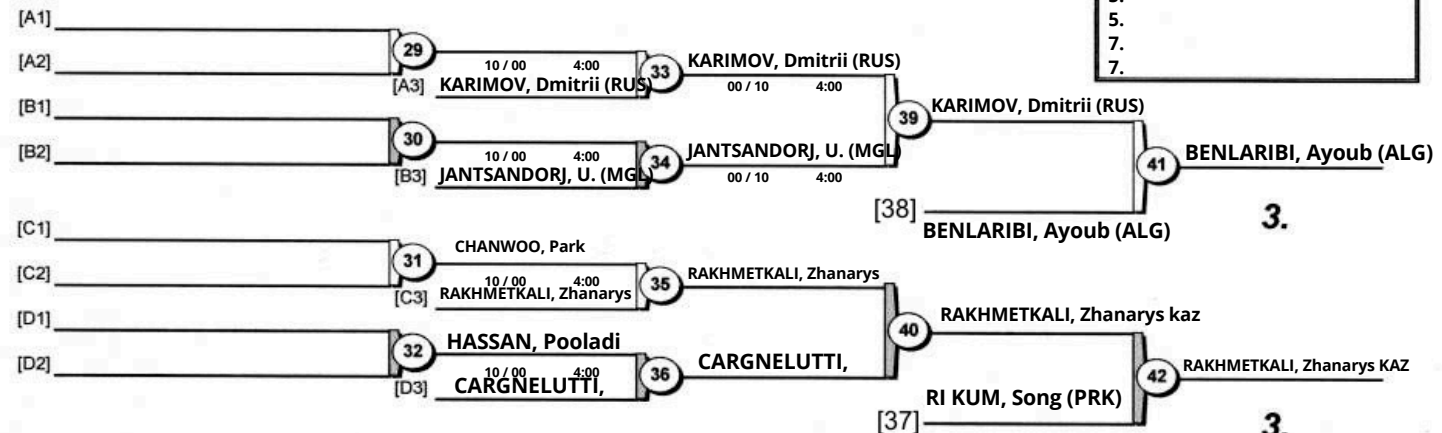 5.
7.
7.
[A1]
[A2]
29
10 / 00 4:00
[A3] KARIMOV, Dmitrii (RUS)
33
KARIMOV, Dmitrii (RUS)
00 / 10 4:00
[B1]
[B2]
30
10 / 00 4:00
[B3] JANTSANDORJ, U. (MGL)
34
JANTSANDORJ, U. (MGL)
00 / 10 4:00
39
KARIMOV, Dmitrii (RUS)
[38]
BENLARIBI, Ayoub (ALG)
41
BENLARIBI, Ayoub (ALG)
3.
[C1]
[C2]
31
CHANWOO, Park
10 / 00 4:00
[C3] RAKHMETKALI, Zhanarys
35
RAKHMETKALI, Zhanarys
[D1]
[D2]
32
HASSAN, Pooladi
10 / 00 4:00
[D3] CARGNELUTTI,
36
CARGNELUTTI,
40
RAKHMETKALI, Zhanarys kaz
[37]
RI KUM, Song (PRK)
42
RAKHMETKALI, Zhanarys KAZ
3.